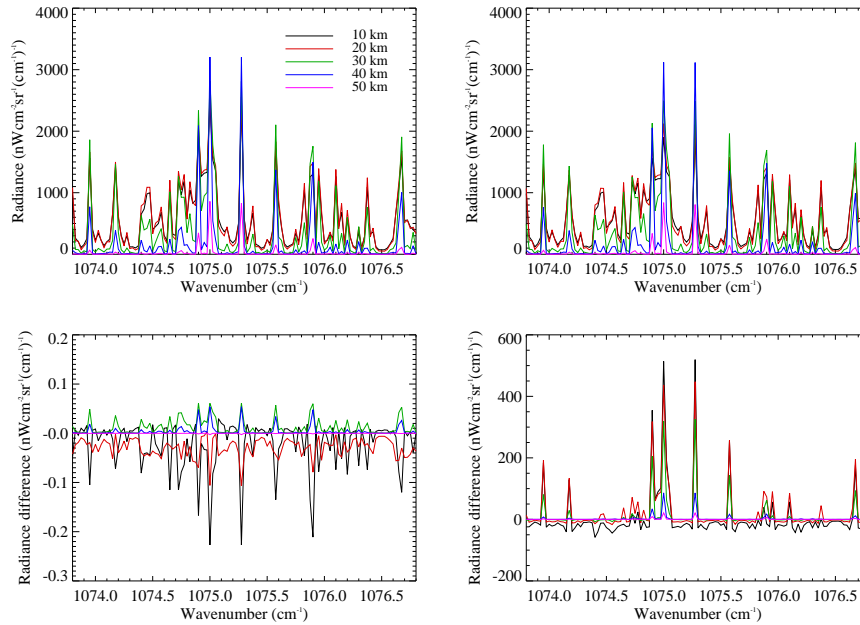 4000
3000
2000
1000
0
Radiance (nWcm⁻²sr⁻¹(cm⁻¹)⁻¹)
10 km
20 km
30 km
40 km
50 km
1074.0 1074.5 1075.0 1075.5 1076.0 1076.5
Wavenumber (cm⁻¹)
4000
3000
2000
1000
0
Radiance (nWcm⁻²sr⁻¹(cm⁻¹)⁻¹)
1074.0 1074.5 1075.0 1075.5 1076.0 1076.5
Wavenumber (cm⁻¹)
0.2
0.1
-0.0
-0.1
-0.2
-0.3
Radiance difference (nWcm⁻²sr⁻¹(cm⁻¹)⁻¹)
1074.0 1074.5 1075.0 1075.5 1076.0 1076.5
Wavenumber (cm⁻¹)
600
400
200
0
-200
Radiance difference (nWcm⁻²sr⁻¹(cm⁻¹)⁻¹)
1074.0 1074.5 1075.0 1075.5 1076.0 1076.5
Wavenumber (cm⁻¹)